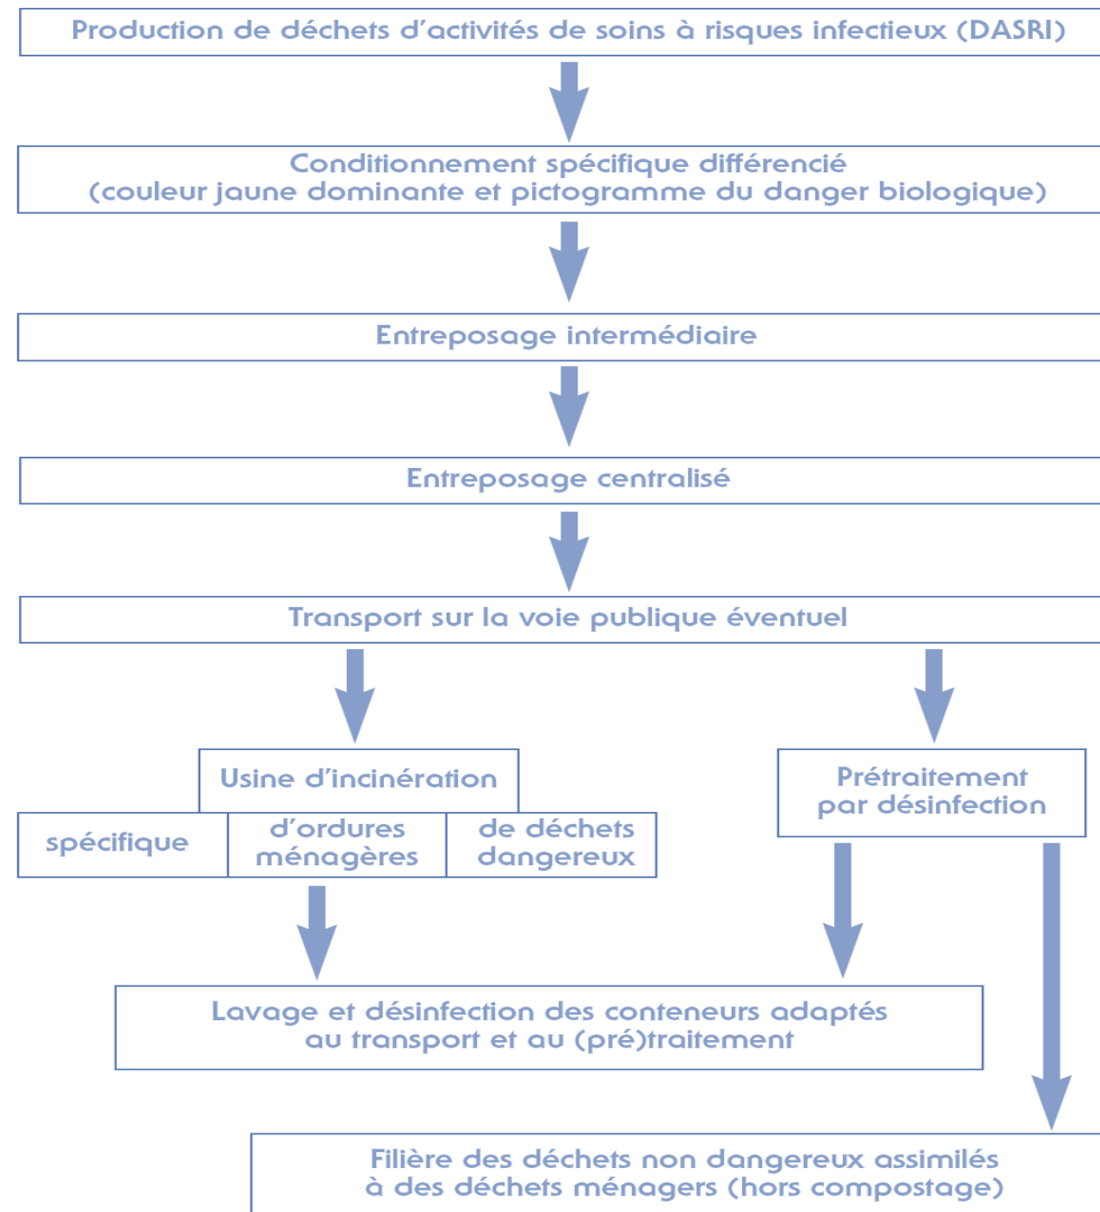 Production de déchets d'activités de soins à risques infectieux (DASRI)
Conditionnement spécifique différencié
(couleur jaune dominante et pictogramme du danger biologique)
Entreposage intermédiaire
Entreposage centralisé
Transport sur la voie publique éventuel
Usine d'incinération
spécifique
d'ordures
ménagères
de déchets
dangereux
Prétraitement
par désinfection
Lavage et désinfection des conteneurs adaptés
au transport et au (pré)traitement
Filière des déchets non dangereux assimilés
à des déchets ménagers (hors compostage)